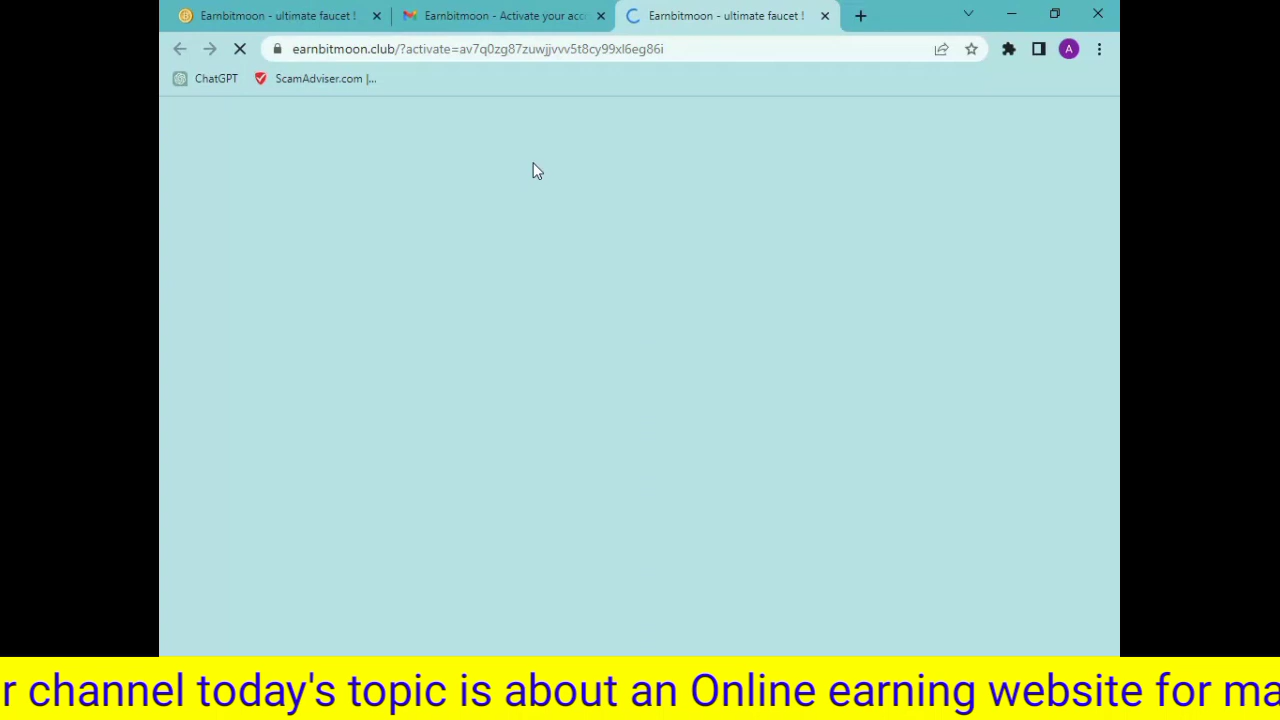 Earnbitmoon - ultimate faucet !
Earnbitmoon - Activate your acc
Earnbitmoon - ultimate faucet !
earnbitmoon.club/?activate=av7q0zg87zuwjjvvv5t8cy99xl6eg86i
A
ChatGPT
ScamAdviser.com |...
r channel today's topic is about an Online earning website for ma